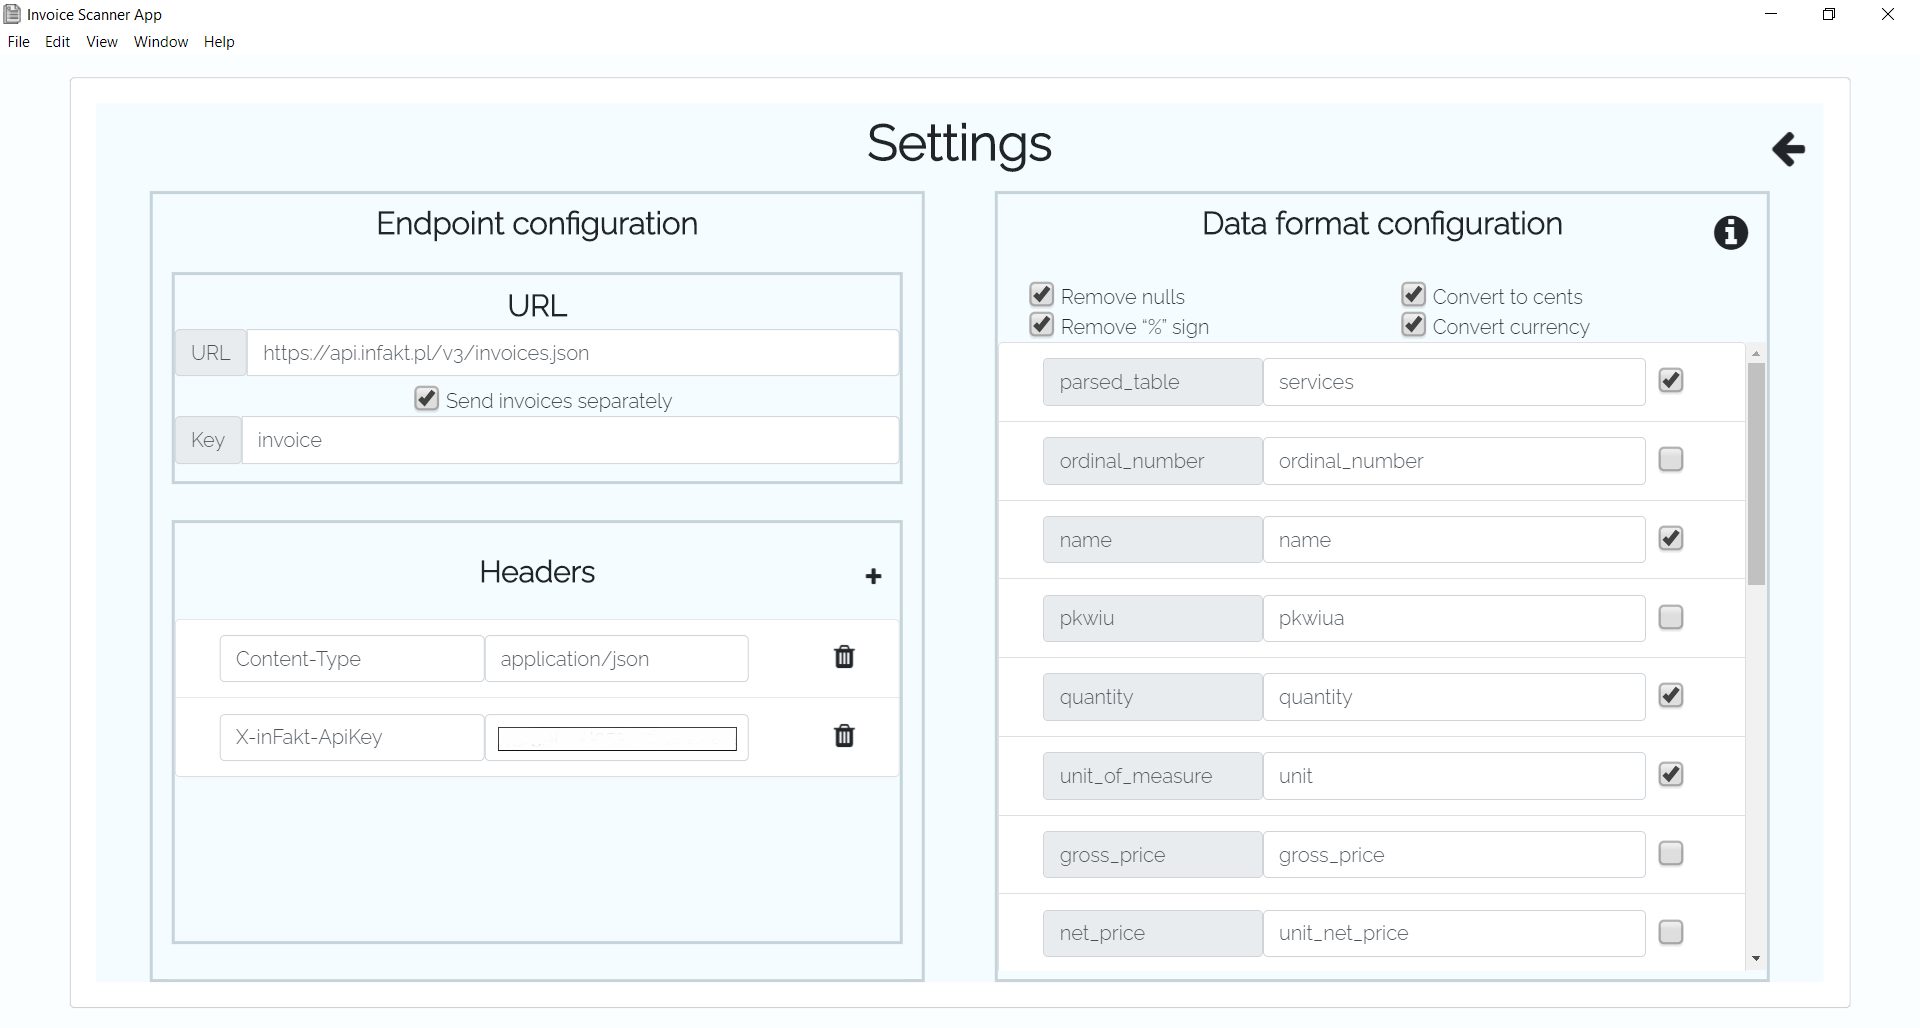 Invoice Scanner App
File Edit View Window Help
Settings
Endpoint configuration
URL
URL https://api.infakt.pl/v3/invoices.json
Send invoices separately
Key invoice
Headers
Content-Type application/json
X-inFakt-ApiKey
Data format configuration
Remove nulls Convert to cents
Remove “%” sign Convert currency
parsed_table services
ordinal_number ordinal_number
name name
pkwiu pkwiua
quantity quantity
unit_of_measure unit
gross_price gross_price
net_price unit_net_price